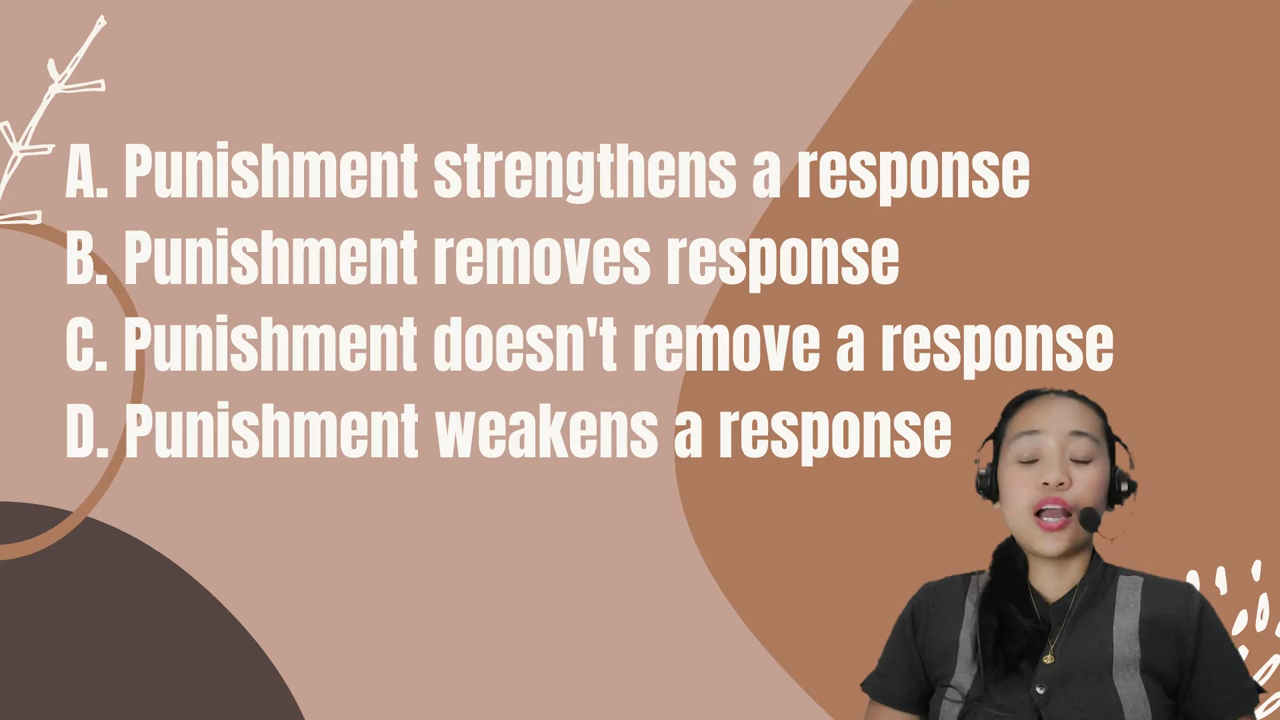 A. Punishment strengthens a response
B. Punishment removes response
C. Punishment doesn't remove a response
D. Punishment weakens a response